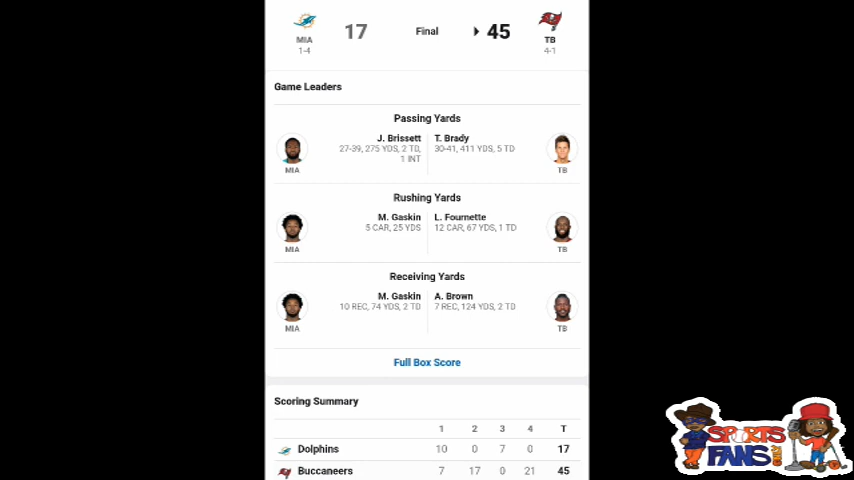 17 Final 45
MIA TB
1-4 4-1
Game Leaders
Passing Yards
J. Brissett T. Brady
27-39, 275 YDS, 2 TD, 30-41, 411 YDS, 5 TD
1 INT
MIA TB
Rushing Yards
M. Gaskin L. Fournette
5 CAR, 25 YDS 12 CAR, 67 YDS, 1 TD
MIA TB
Receiving Yards
M. Gaskin A. Brown
10 REC, 74 YDS, 2 TD 7 REC, 124 YDS, 2 TD
MIA TB
Full Box Score
Scoring Summary
1 2 3 4 T
Dolphins 10 0 7 0 17
Buccaneers 7 17 0 21 45
SPORTS
FANS